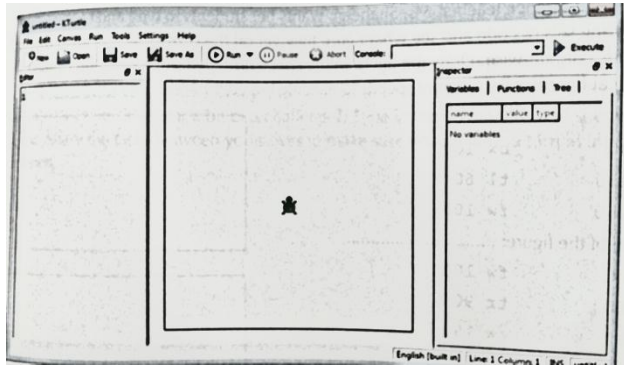 untitled - KTurtle
File Edit Canvas Run Tools Settings Help
New Open Save Save As Run Pause Abort Console: Execute
Editor
Inspector
1
Variables Functions Tree
name value type
No variables
English [built in] Line: 1 Column: 1 INS